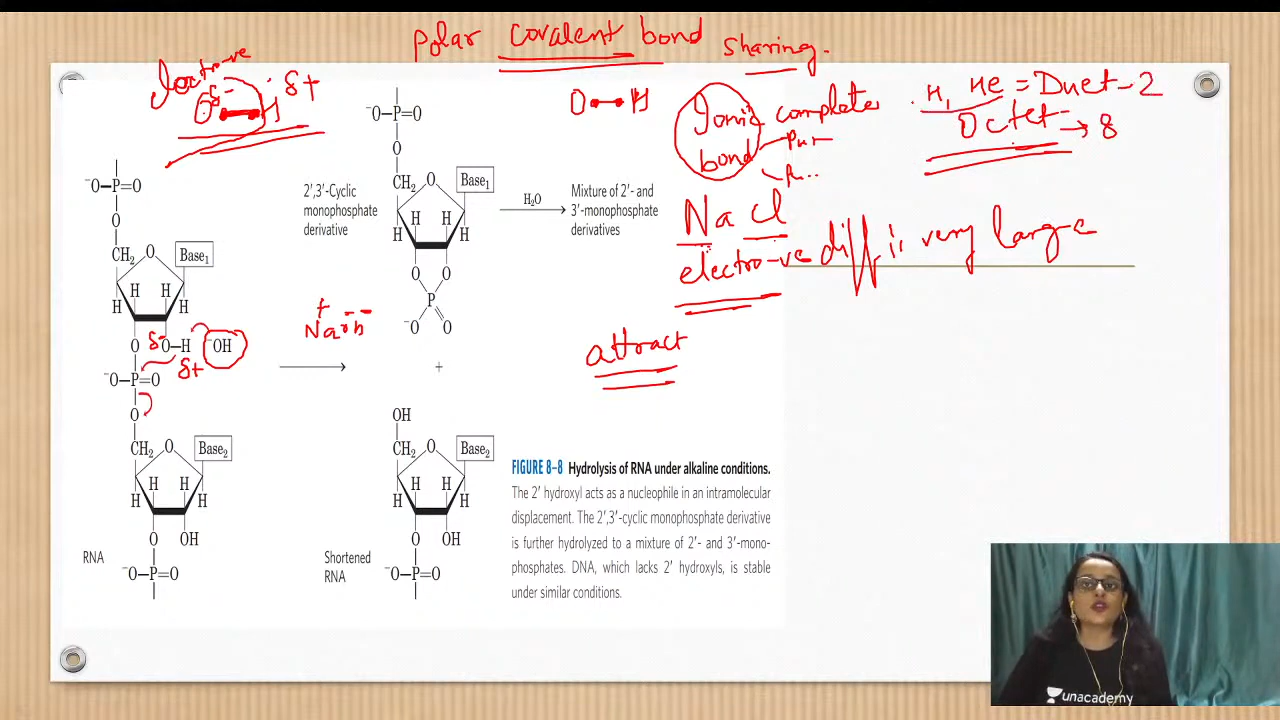 Polar covalent bond sharing.
electro-ve
δ- δ+
O H
O H
Ionic bond complete
H, He = Duet - 2
Octet → 8
Na Cl
electro-ve diff is very large
attract
+
NaOH
-O-P=O
O
CH2 O Base1
H H
H H
O O-H -OH
δ- δ+
-O-P=O
O
CH2 O Base2
H H
H H
O OH
RNA
-O-P=O
2′,3′-Cyclic
monophosphate
derivative
-O-P=O
O
CH2 O Base1
H H
H H
O O
P
-O O
H2O
Mixture of 2′- and
3′-monophosphate
derivatives
+
OH
CH2 O Base2
H H
H H
O OH
Shortened
RNA
-O-P=O
FIGURE 8–8 Hydrolysis of RNA under alkaline conditions.
The 2′ hydroxyl acts as a nucleophile in an intramolecular
displacement. The 2′,3′-cyclic monophosphate derivative
is further hydrolyzed to a mixture of 2′- and 3′-mono-
phosphates. DNA, which lacks 2′ hydroxyls, is stable
under similar conditions.
unacademy